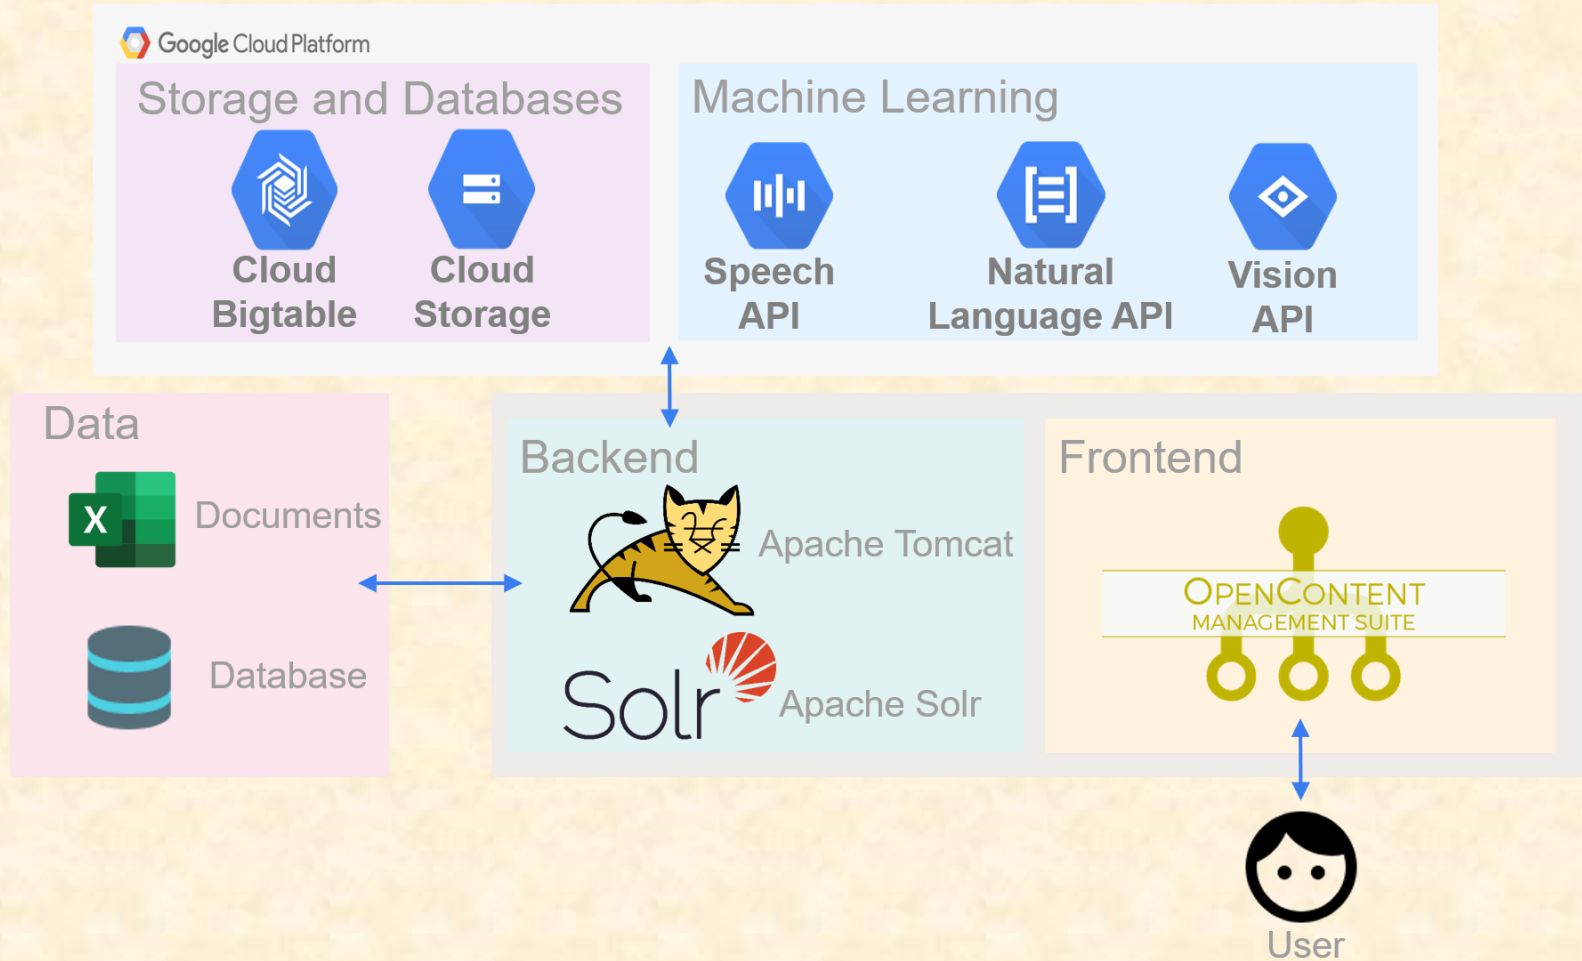 Google Cloud Platform
Storage and Databases
Cloud
Bigtable
Cloud
Storage
Machine Learning
Speech
API
Natural
Language API
Vision
API
Data
X
Documents
Database
Backend
Apache Tomcat
Solr
Apache Solr
Frontend
OPENCONTENT
MANAGEMENT SUITE
User